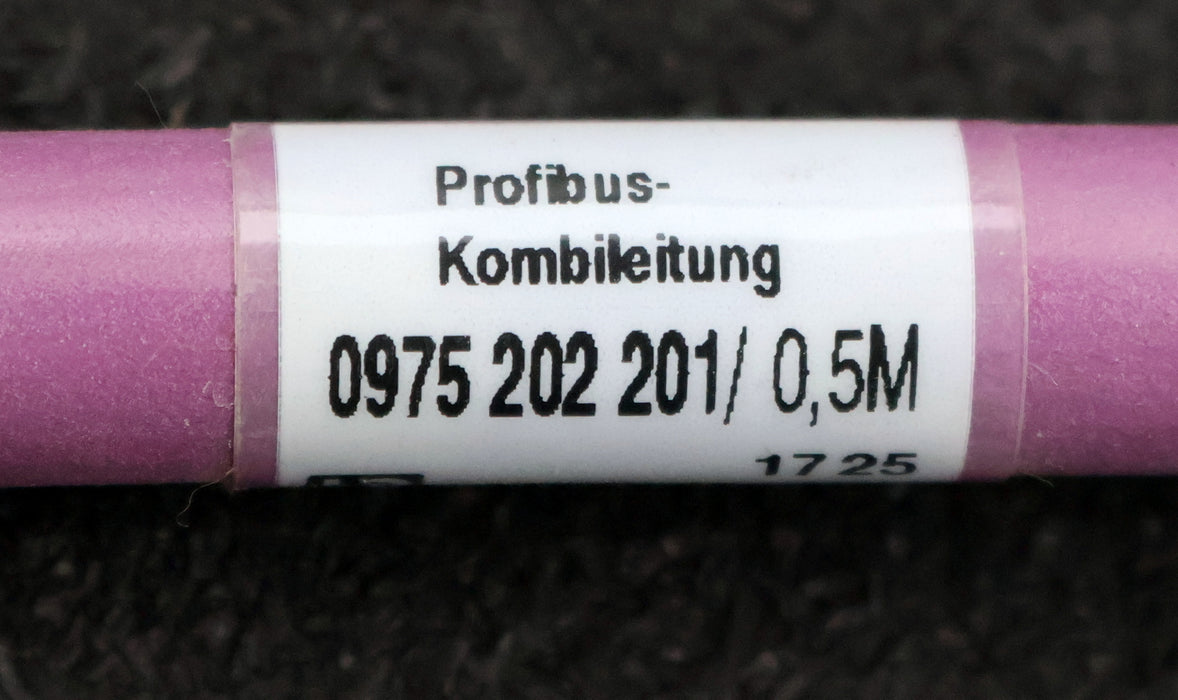 Profibus-
Kombileitung
0975 202 201/ 0,5M
17 25